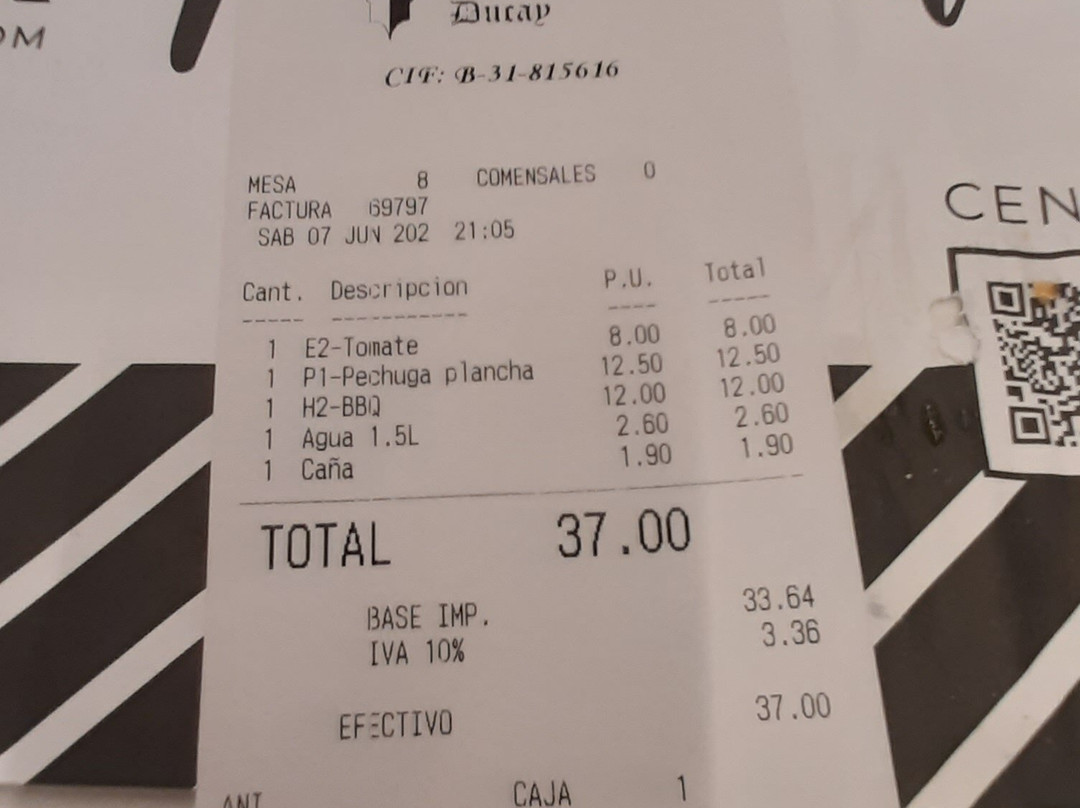 OM
Ducay
CIF: B-31-815616
MESA 8 COMENSALES 0
FACTURA 69797
SAB 07 JUN 202 21:05
Cant. Descripcion P.U. Total
1 E2-Tomate 8.00 8.00
1 P1-Pechuga plancha 12.50 12.50
1 H2-BBQ 12.00 12.00
1 Agua 1.5L 2.60 2.60
1 Caña 1.90 1.90
TOTAL 37.00
BASE IMP. 33.64
IVA 10% 3.36
EFECTIVO 37.00
CAJA 1
CEN